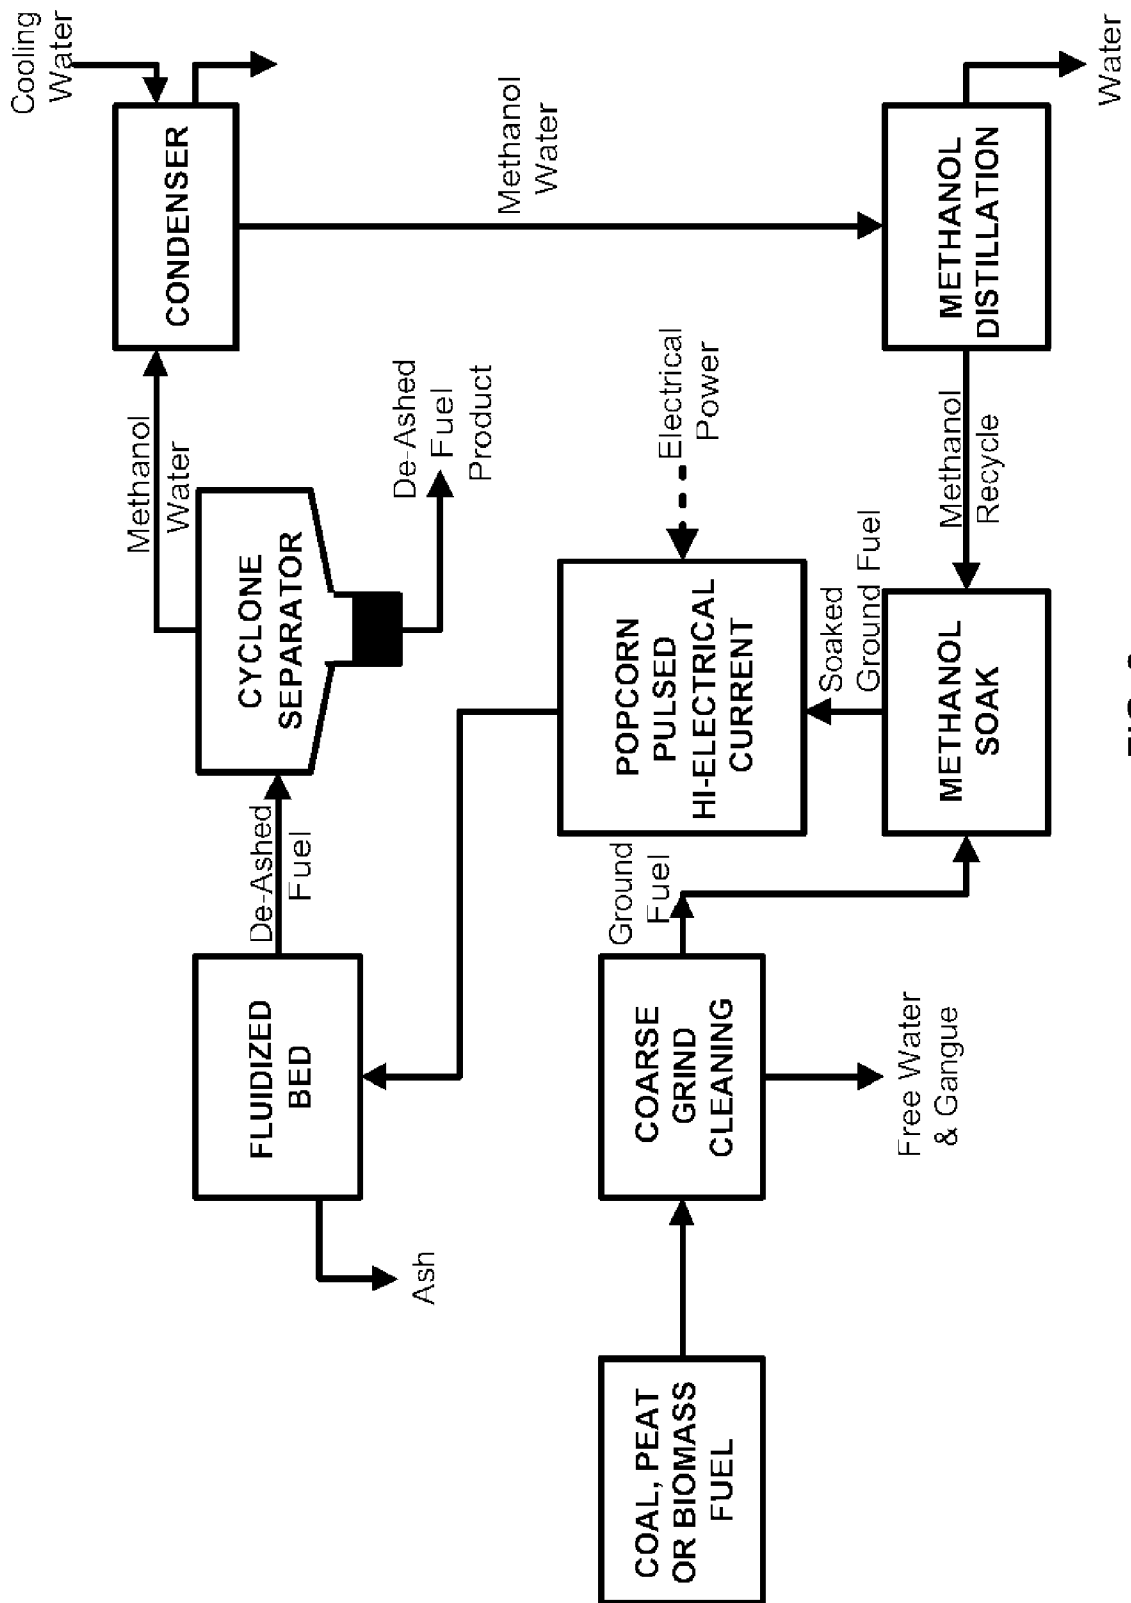 Cooling
Water
Methanol
Water
CONDENSER
De-Ashed
Fuel
FLUIDIZED
BED
CYCLONE
SEPARATOR
Ash
De-Ashed
Fuel
Product
Methanol
Water
COAL, PEAT
OR BIOMASS
FUEL
COARSE
GRIND
CLEANING
Ground
Fuel
POPCORN
PULSED
HI-ELECTRICAL
CURRENT
Electrical
Power
Free Water
& Gangue
Soaked
Ground Fuel
METHANOL
SOAK
Methanol
Recycle
METHANOL
DISTILLATION
Water
FIG.